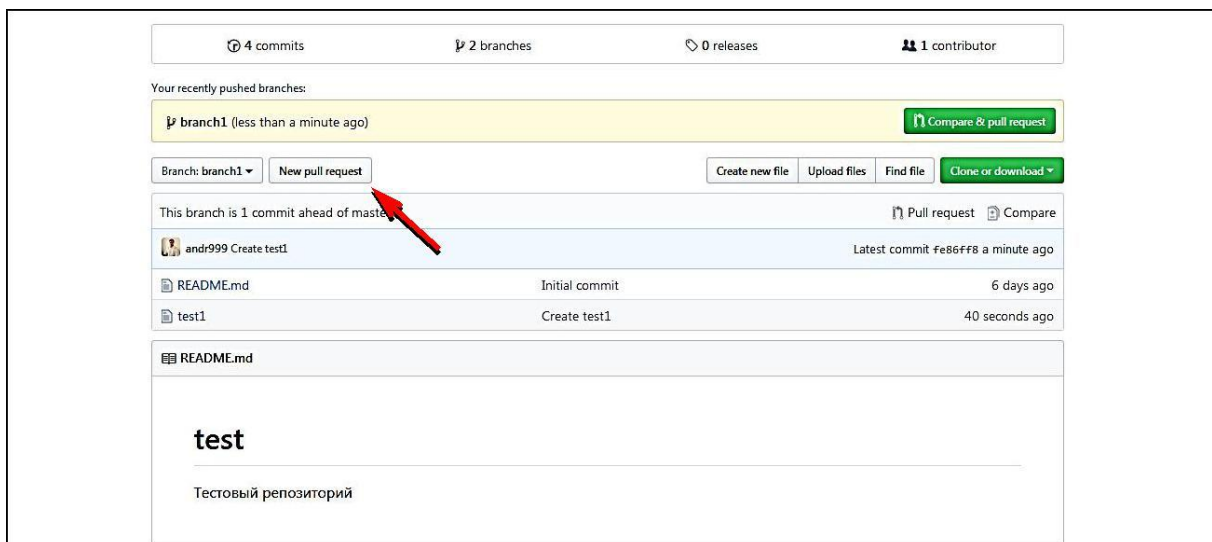 4 commits
2 branches
0 releases
1 contributor
Your recently pushed branches:
branch1 (less than a minute ago)
Compare & pull request
Branch: branch1
New pull request
Create new file
Upload files
Find file
Clone or download
This branch is 1 commit ahead of maste
Pull request
Compare
andr999 Create test1
Latest commit fe86ff8 a minute ago
README.md
Initial commit
6 days ago
test1
Create test1
40 seconds ago
README.md
test
Тестовый репозиторий